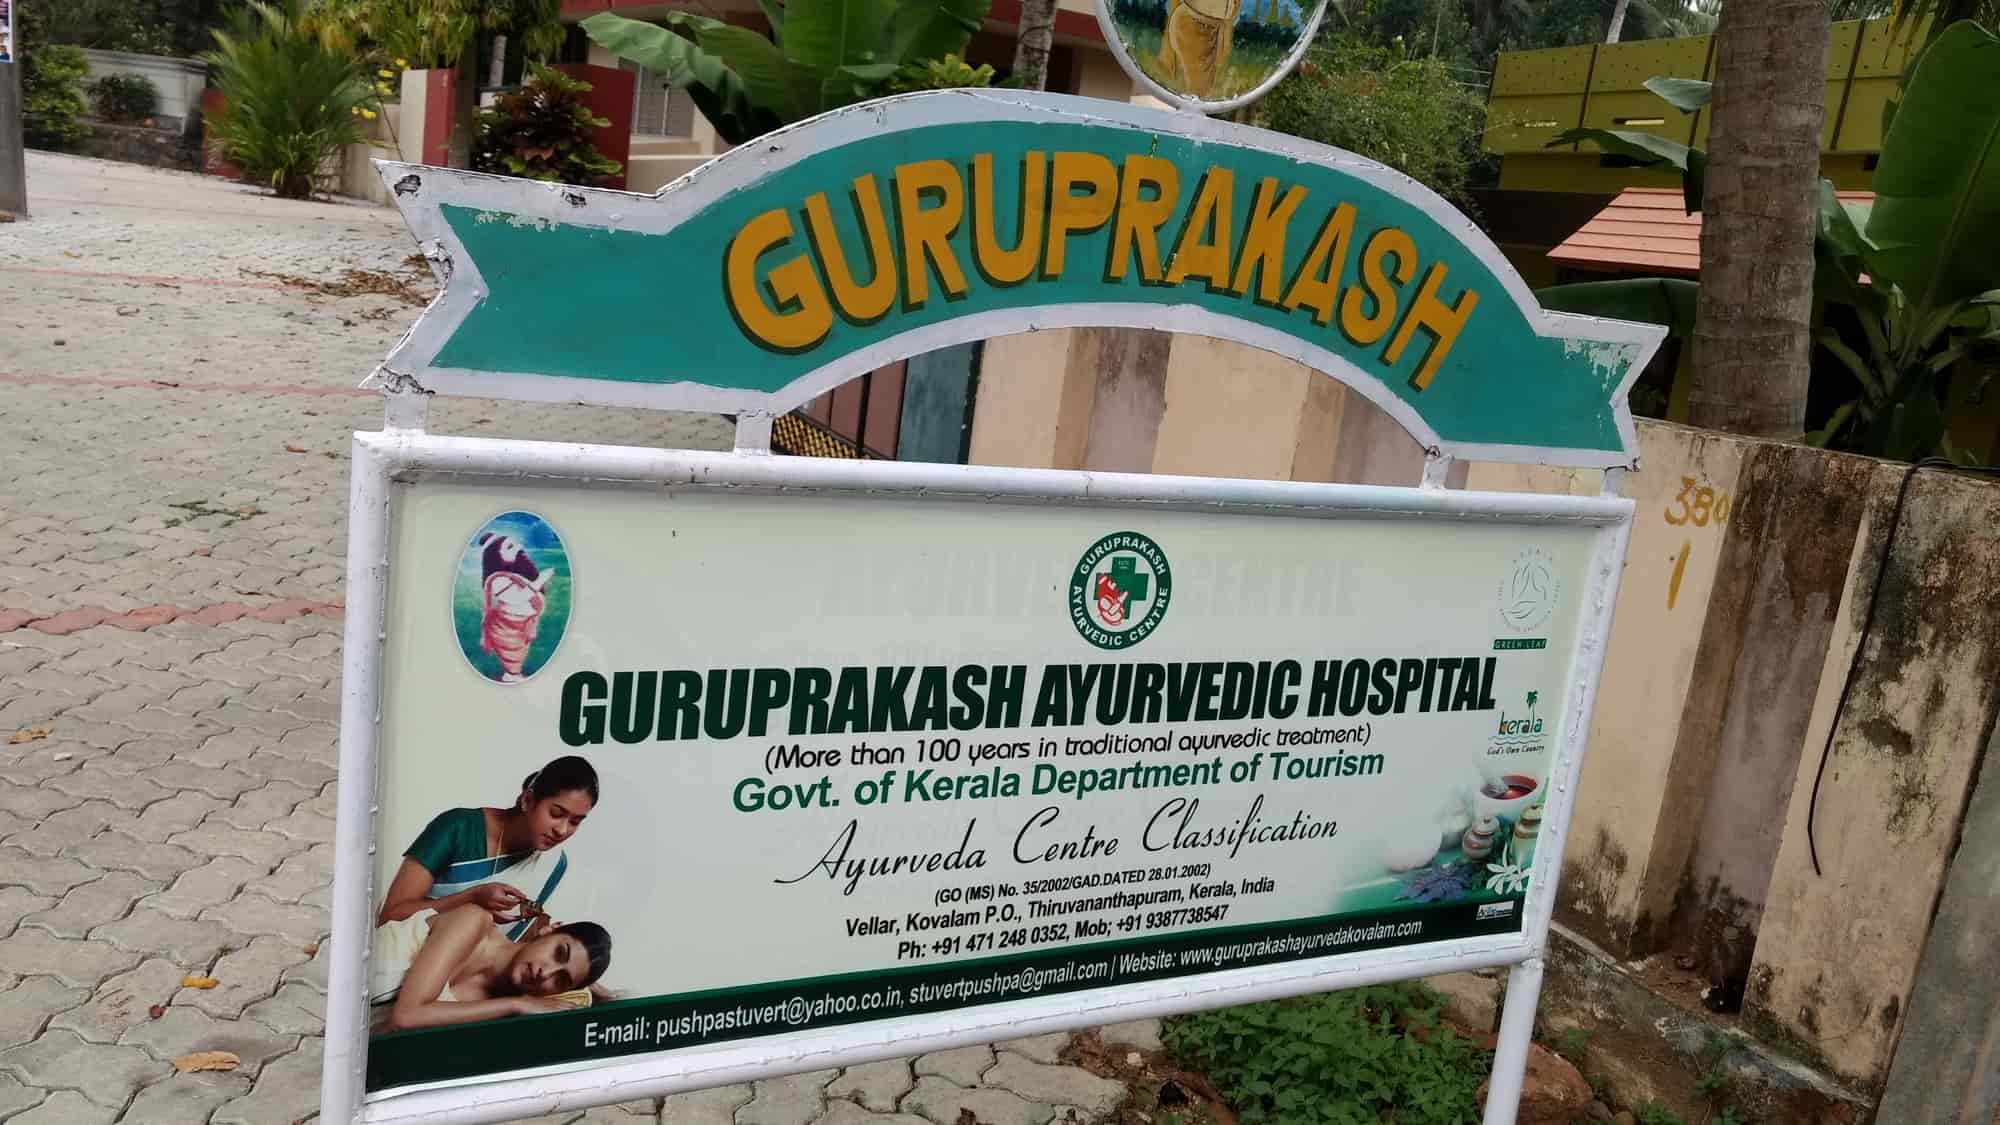 GURUPRAKASH
GURUPRAKASH
AYURVEDIC CENTRE
KERALA
GREEN LEAF
GURUPRAKASH AYURVEDIC HOSPITAL
kerala
God's Own Country
(More than 100 years in traditional ayurvedic treatment)
Govt. of Kerala Department of Tourism
Ayurveda Centre Classification
(GO (MS) No. 35/2002/GAD.DATED 28.01.2002)
Vellar, Kovalam P.O., Thiruvananthapuram, Kerala, India
Ph: +91 471 248 0352, Mob; +91 9387738547
E-mail: pushpastuvert@yahoo.co.in, stuvertpushpa@gmail.com | Website: www.guruprakashayurvedakovalam.com
1